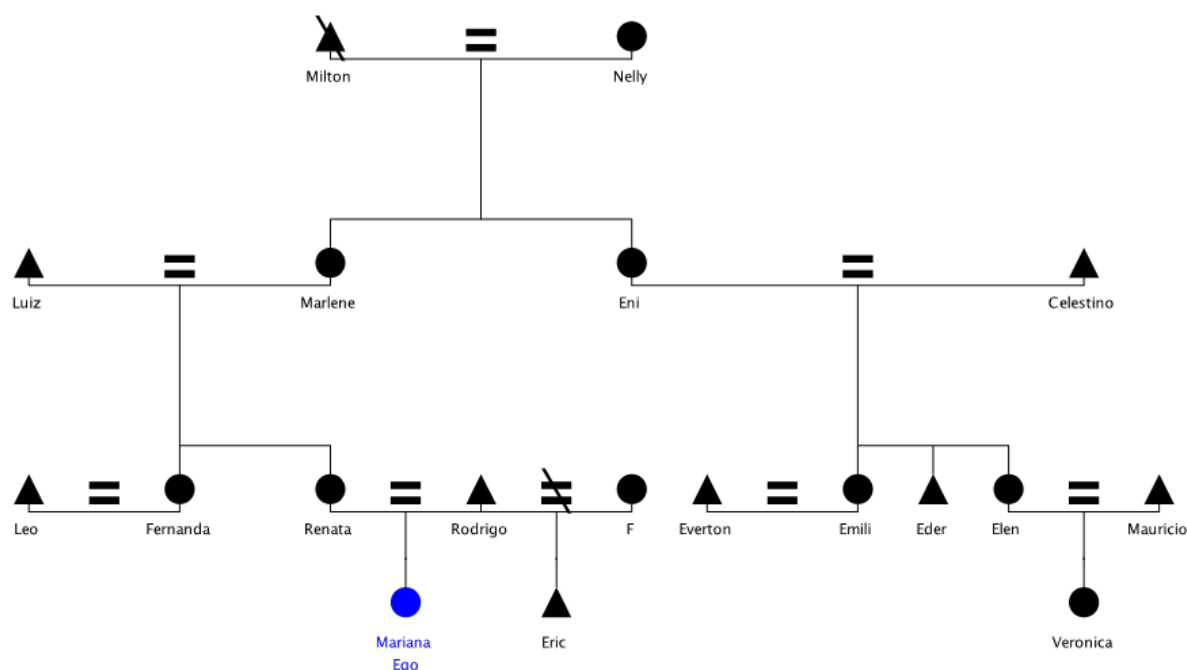 Milton
Nelly
Luiz
Marlene
Eni
Celestino
Leo
Fernanda
Renata
Rodrigo
F
Everton
Emili
Eder
Elen
Mauricio
Mariana
Ego
Eric
Veronica